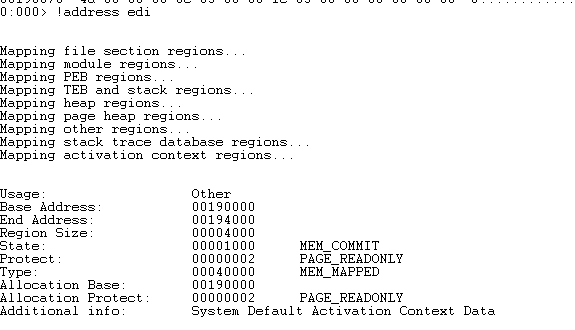 0:000> !address edi
Mapping file section regions...
Mapping module regions...
Mapping PEB regions...
Mapping TEB and stack regions...
Mapping heap regions...
Mapping page heap regions...
Mapping other regions...
Mapping stack trace database regions...
Mapping activation context regions...
Usage: Other
Base Address: 00190000
End Address: 00194000
Region Size: 00004000
State: 00001000 MEM_COMMIT
Protect: 00000002 PAGE_READONLY
Type: 00040000 MEM_MAPPED
Allocation Base: 00190000
Allocation Protect: 00000002 PAGE_READONLY
Additional info: System Default Activation Context Data